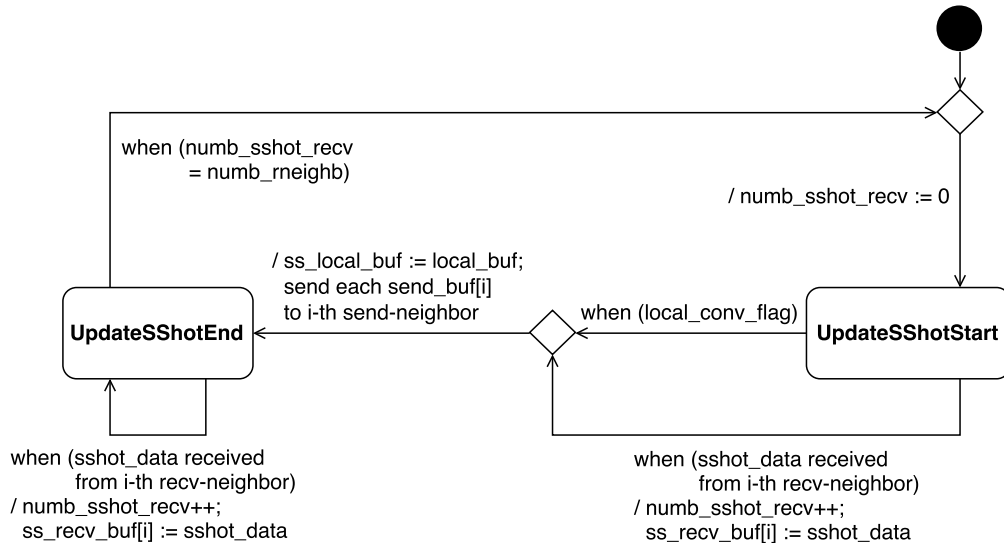 when (numb_sshot_recv
= numb_rneighb)
/ numb_sshot_recv := 0
/ ss_local_buf := local_buf;
send each send_buf[i]
to i-th send-neighbor
when (local_conv_flag)
UpdateSShotEnd
UpdateSShotStart
when (sshot_data received
from i-th recv-neighbor)
/ numb_sshot_recv++;
ss_recv_buf[i] := sshot_data
when (sshot_data received
from i-th recv-neighbor)
/ numb_sshot_recv++;
ss_recv_buf[i] := sshot_data